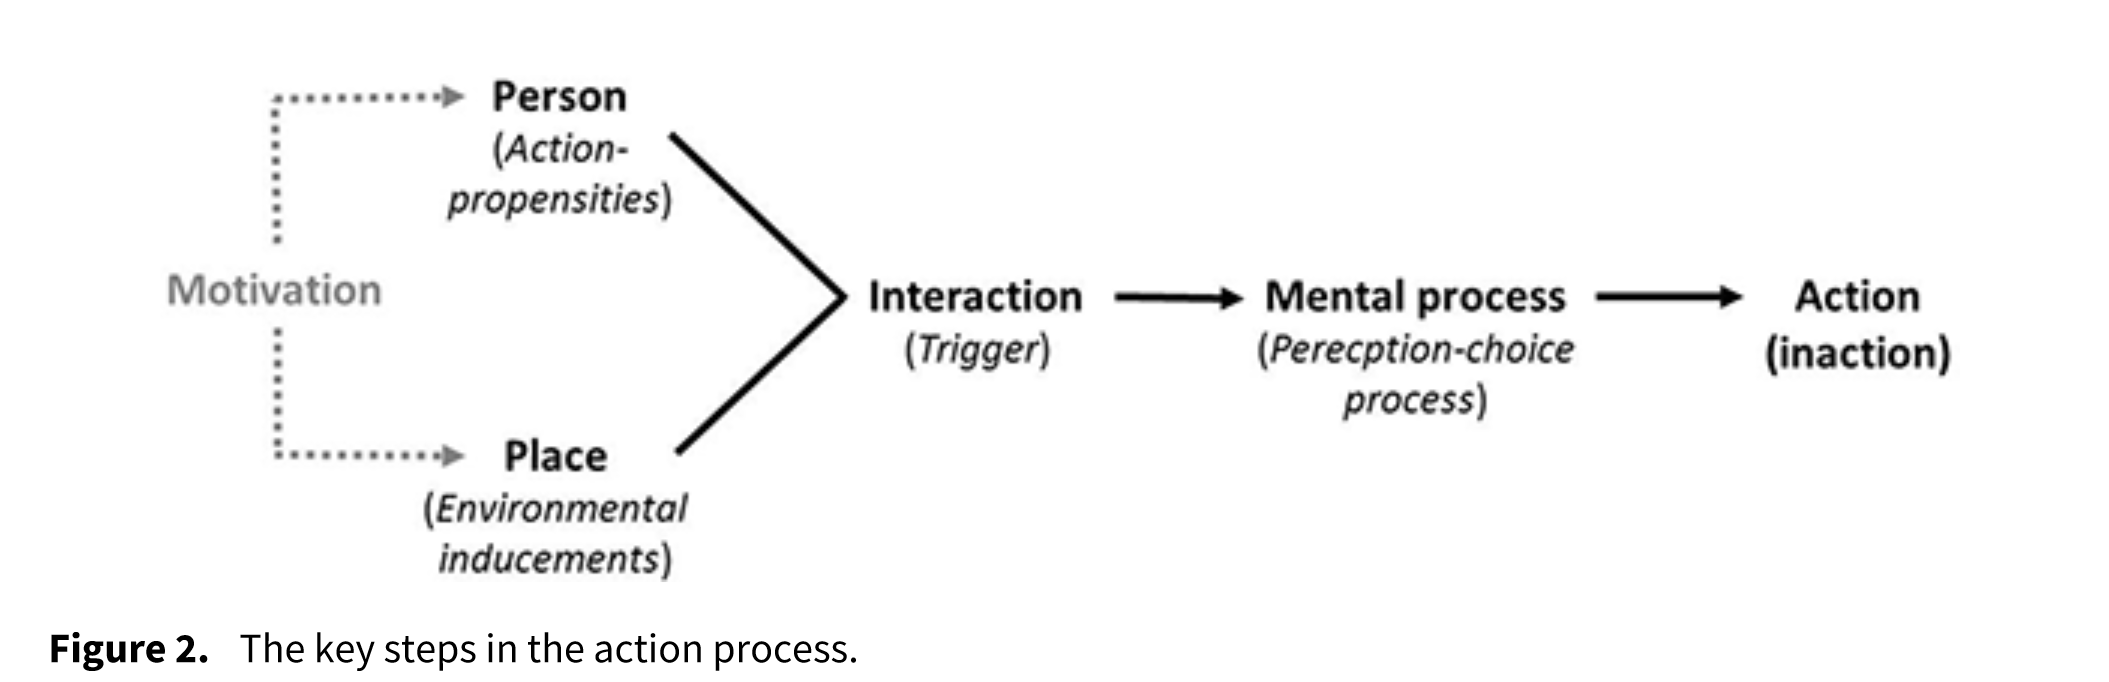 Person
(Action-
propensities)
Motivation
Interaction
(Trigger)
Mental process
(Perecption-choice
process)
Action
(inaction)
Place
(Environmental
inducements)
Figure 2. The key steps in the action process.